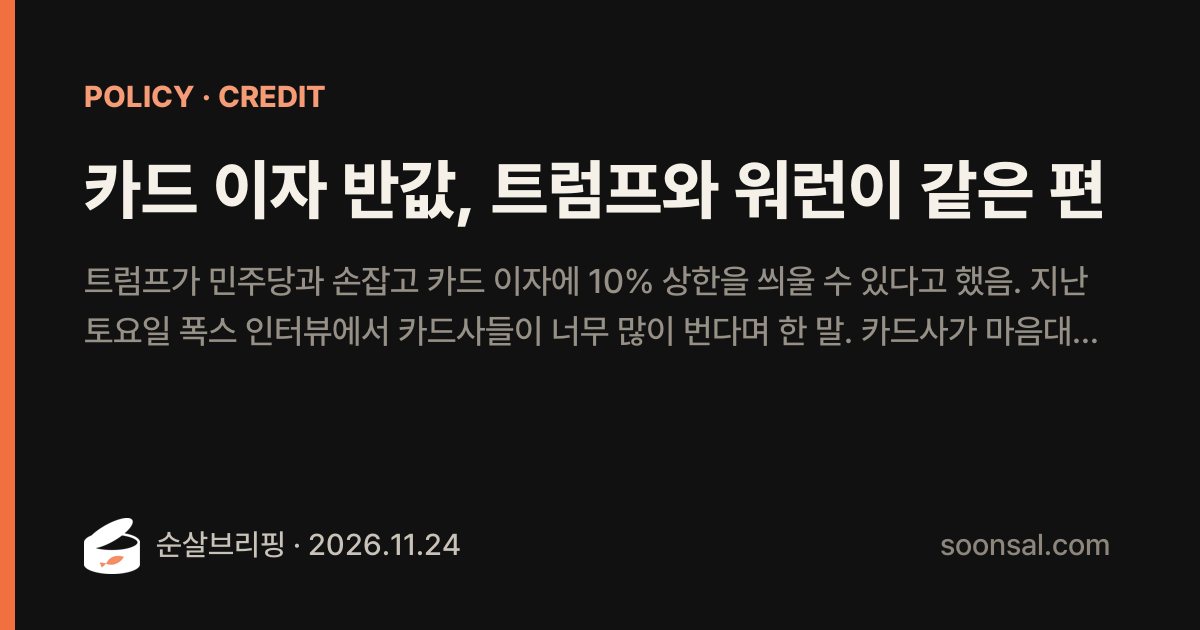 POLICY · CREDIT
카드 이자 반값, 트럼프와 워런이 같은 편
트럼프가 민주당과 손잡고 카드 이자에 10% 상한을 씌울 수 있다고 했음. 지난
토요일 폭스 인터뷰에서 카드사들이 너무 많이 번다며 한 말. 카드사가 마음대...
순살브리핑 · 2026.11.24
soonsal.com